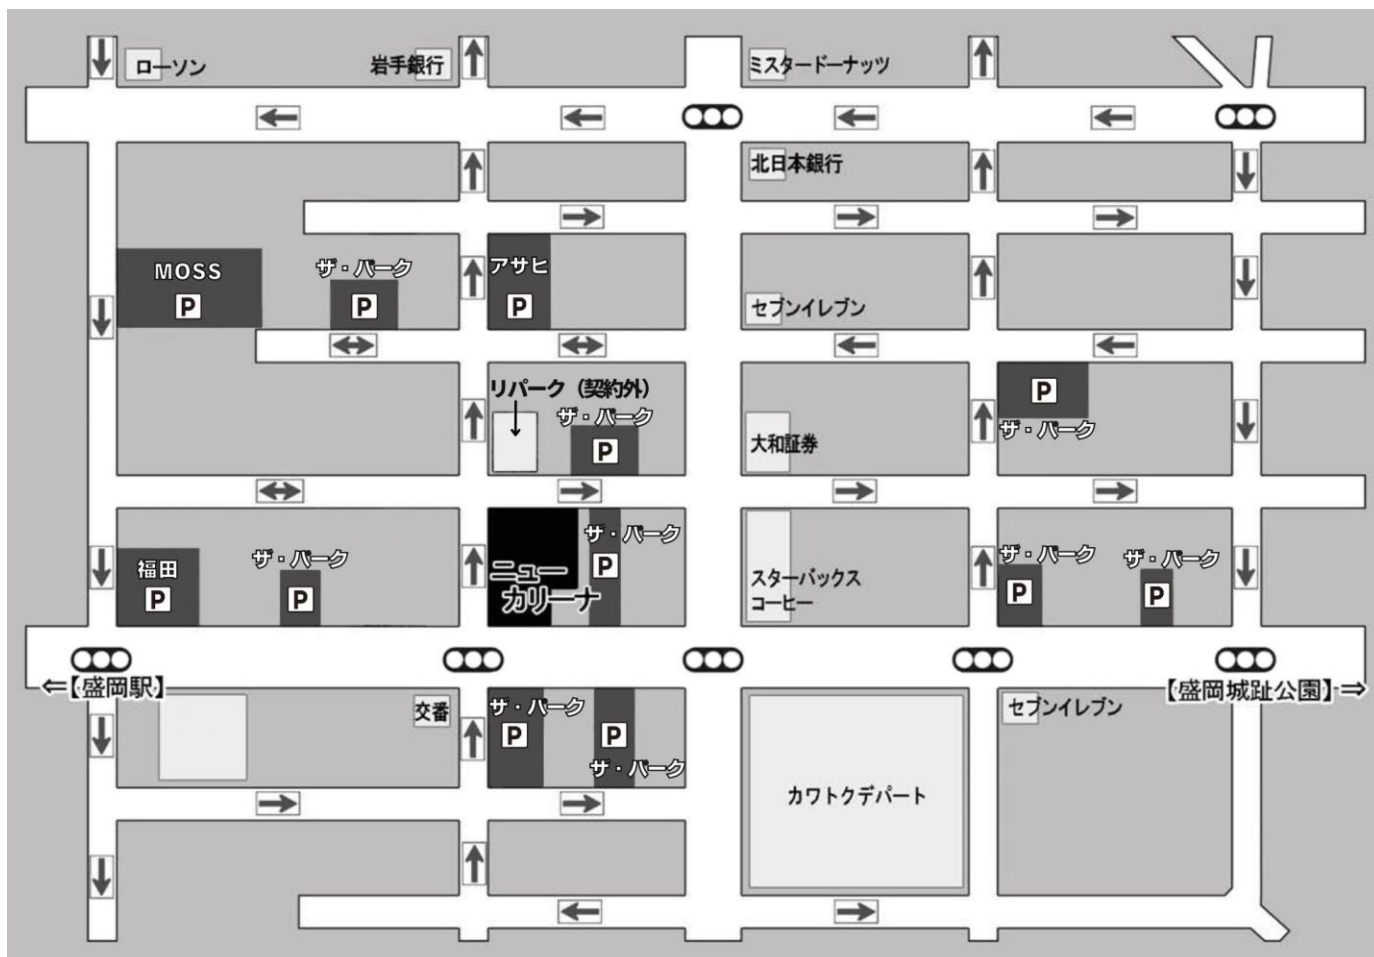 ローソン
岩手銀行
ミスタードーナッツ
北日本銀行
MOSS
P
ザ・パーク
P
アサヒ
P
セブンイレブン
リパーク（契約外）
ザ・パーク
P
大和証券
P
ザ・パーク
福田
P
ザ・パーク
P
ニュー
カリーナ
ザ・パーク
P
スターバックス
コーヒー
ザ・パーク
P
ザ・パーク
P
⇐【盛岡駅】
【盛岡城趾公園】⇒
交番
ザ・パーク
P
P
ザ・パーク
カワトクデパート
セブンイレブン